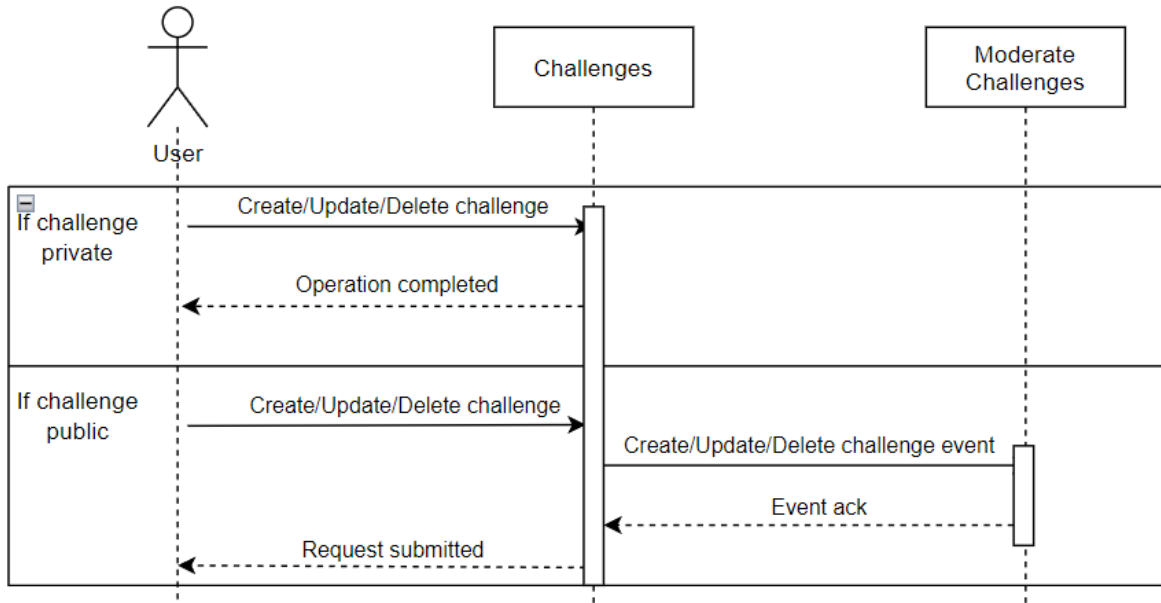 User
Challenges
Moderate
Challenges
If challenge
private
Create/Update/Delete challenge
Operation completed
If challenge
public
Create/Update/Delete challenge
Create/Update/Delete challenge event
Event ack
Request submitted